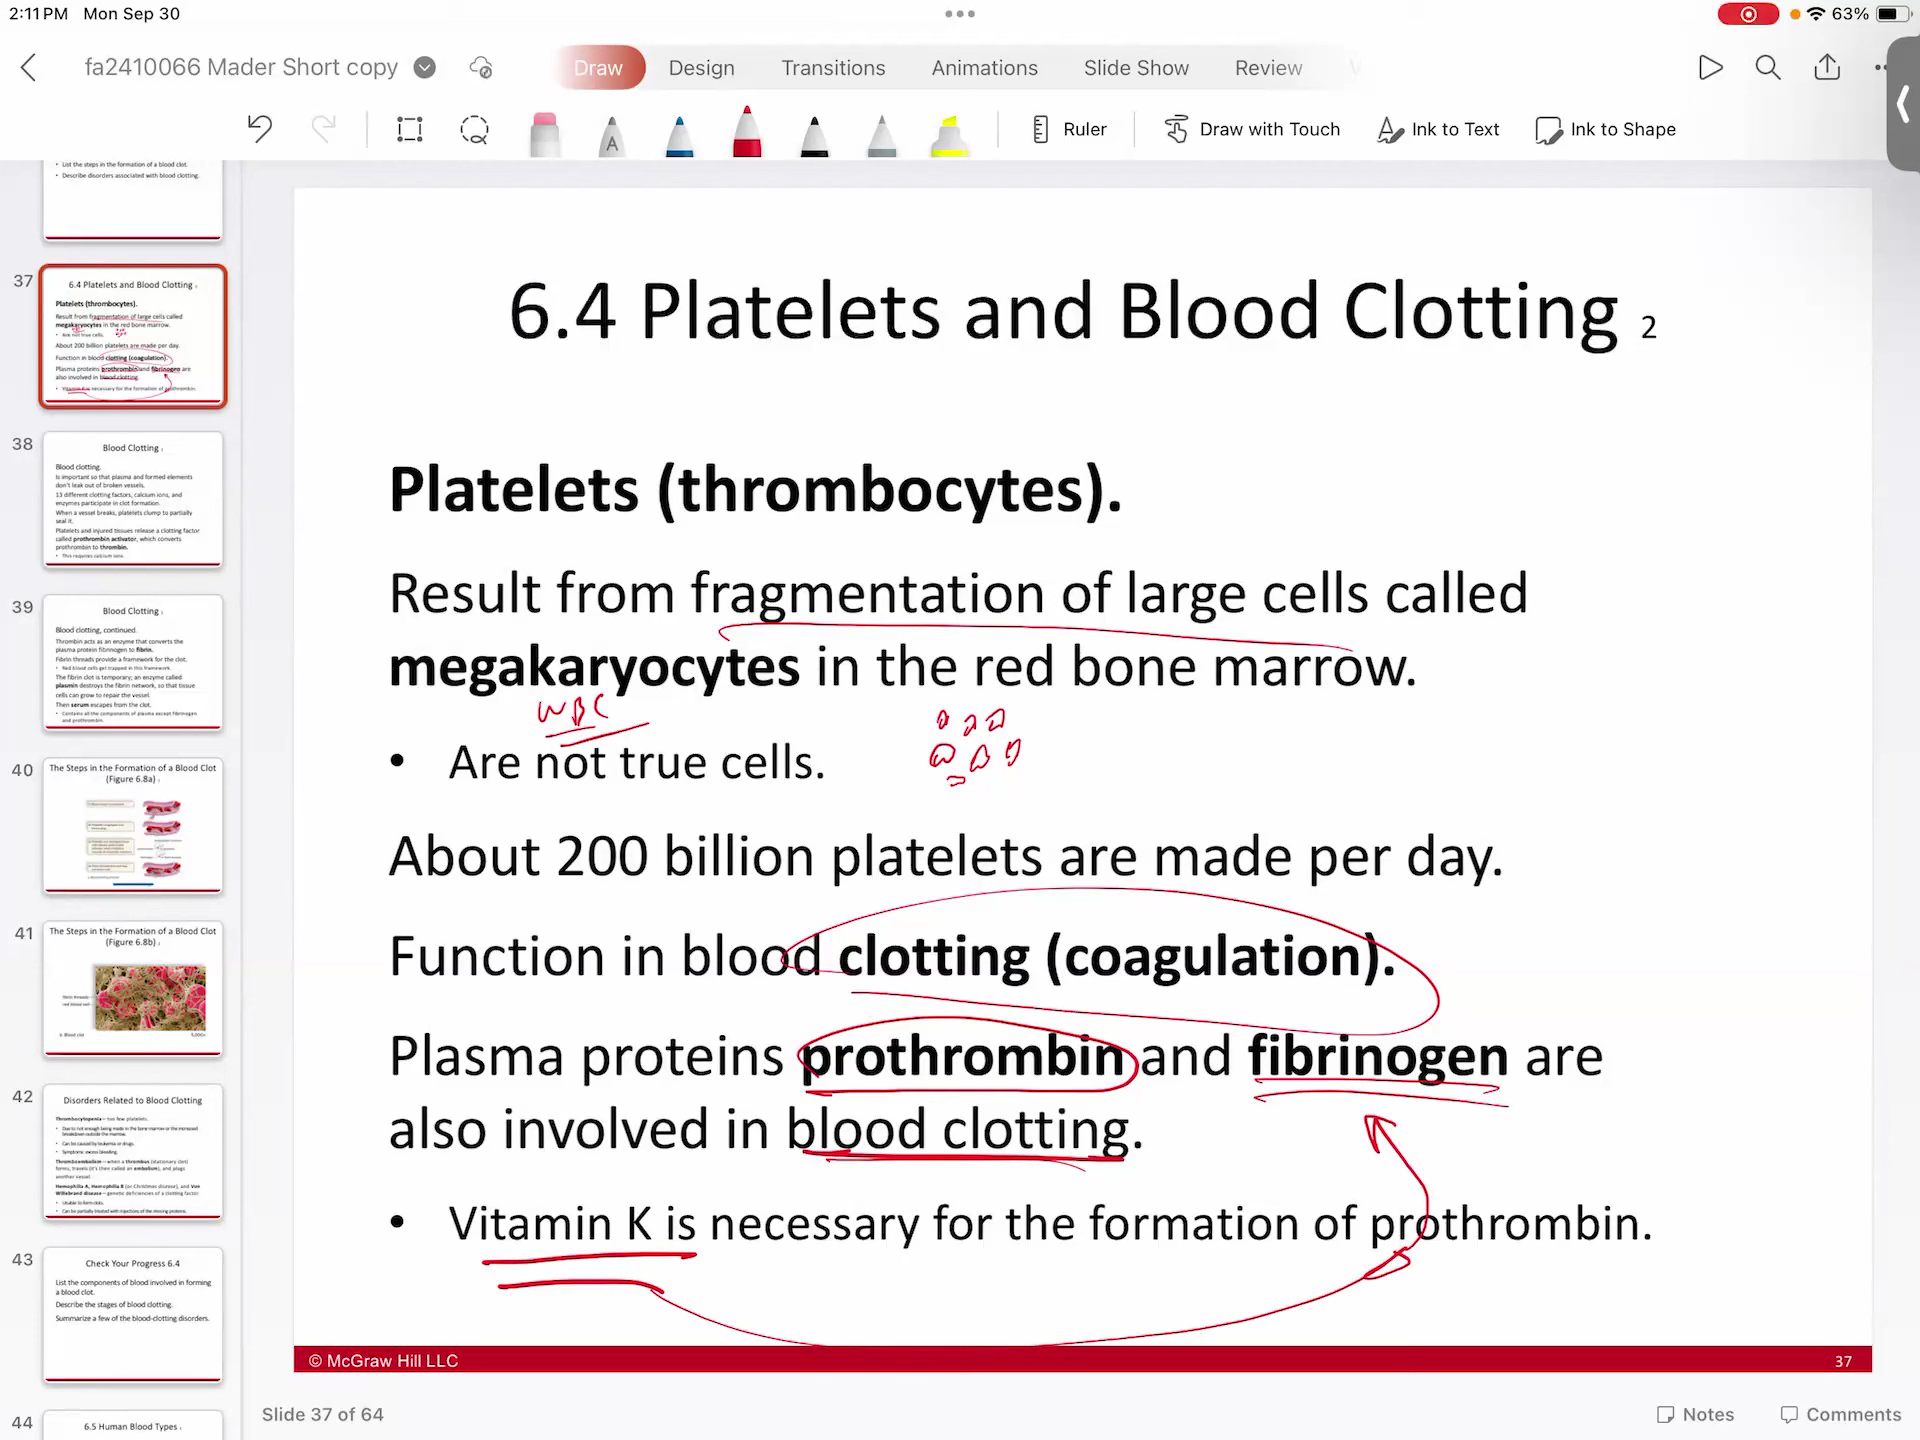 2:11 PM Mon Sep 30
63%
fa2410066 Mader Short copy
Draw
Design
Transitions
Animations
Slide Show
Review
A
Ruler
Draw with Touch
Ink to Text
Ink to Shape
• List the steps in the formation of a blood clot.
• Describe disorders associated with blood clotting.
37
6.4 Platelets and Blood Clotting
Platelets (thrombocytes).
Result from fragmentation of large cells called
megakaryocytes in the red bone marrow.
• Are not true cells.
About 200 billion platelets are made per day.
Function in blood clotting (coagulation).
Plasma proteins prothrombin and fibrinogen are
also involved in blood clotting.
• Vitamin K is necessary for the formation of prothrombin.
38
Blood Clotting
Blood clotting.
Is important so that plasma and formed elements
don't leak out of broken vessels.
13 different clotting factors, calcium ions, and
enzymes participate in clot formation.
When a vessel breaks, platelets clump to partially
seal it.
Platelets and injured tissues release a clotting factor
called prothrombin activator, which converts
prothrombin to thrombin.
• This requires calcium ions
39
Blood Clotting
Blood clotting, continued.
Thrombin acts as an enzyme that converts the
plasma protein fibrinogen to fibrin.
Fibrin threads provide a framework for the clot.
• Red blood cells get trapped in this framework.
The fibrin clot is temporary; an enzyme called
plasmin destroys the fibrin network, so that tissue
cells can grow to repair the vessel.
Then serum escapes from the clot.
• Contains all the components of plasma except fibrinogen
and prothrombin.
40
The Steps in the Formation of a Blood Clot
(Figure 6.8a)
41
The Steps in the Formation of a Blood Clot
(Figure 6.8b)
fibrin threads
red blood cell
b. Blood clot
42
Disorders Related to Blood Clotting
Thrombocytopenia—too few platelets.
• Due to not enough being made in the bone marrow or the increased
breakdown outside the marrow.
• Can be caused by leukemia or drugs.
• Symptoms: excess bleeding.
Thromboembolism—when a thrombus (stationary clot)
forms, travels (it's then called an embolism), and plugs
another vessel
Hemophilia A, Hemophilia B (or Christmas disease), and Von
Willebrand disease—genetic deficiencies of a clotting factor
• Unable to form clots.
• Can be partially treated with injections of the missing proteins.
43
Check Your Progress 6.4
List the components of blood involved in forming
a blood clot.
Describe the stages of blood clotting.
Summarize a few of the blood-clotting disorders.
44
6.5 Human Blood Types
6.4 Platelets and Blood Clotting 2
Platelets (thrombocytes).
Result from fragmentation of large cells called
megakaryocytes in the red bone marrow.
WBC
• Are not true cells.
About 200 billion platelets are made per day.
Function in blood clotting (coagulation).
Plasma proteins prothrombin and fibrinogen are
also involved in blood clotting.
• Vitamin K is necessary for the formation of prothrombin.
© McGraw Hill LLC
37
Slide 37 of 64
Notes
Comments